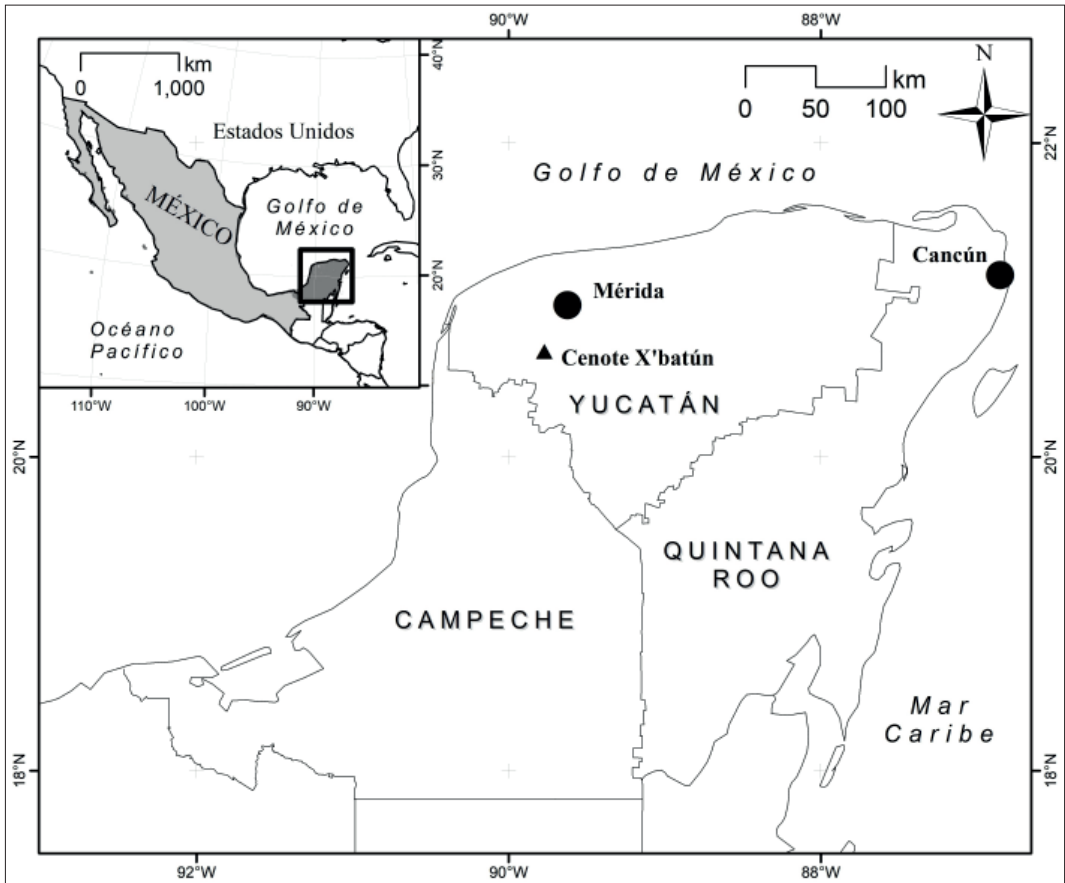 90°W
88°W
km
0
1,000
40°N
Estados Unidos
30°N
MÉXICO
Golfo de
México
20°N
Océano
Pacífico
110°W
100°W
90°W
N
km
0
50
100
22°N
Golfo de México
Cancún
Mérida
Cenote X'batún
YUCATÁN
20°N
20°N
QUINTANA
ROO
CAMPECHE
Mar
Caribe
18°N
18°N
92°W
90°W
88°W